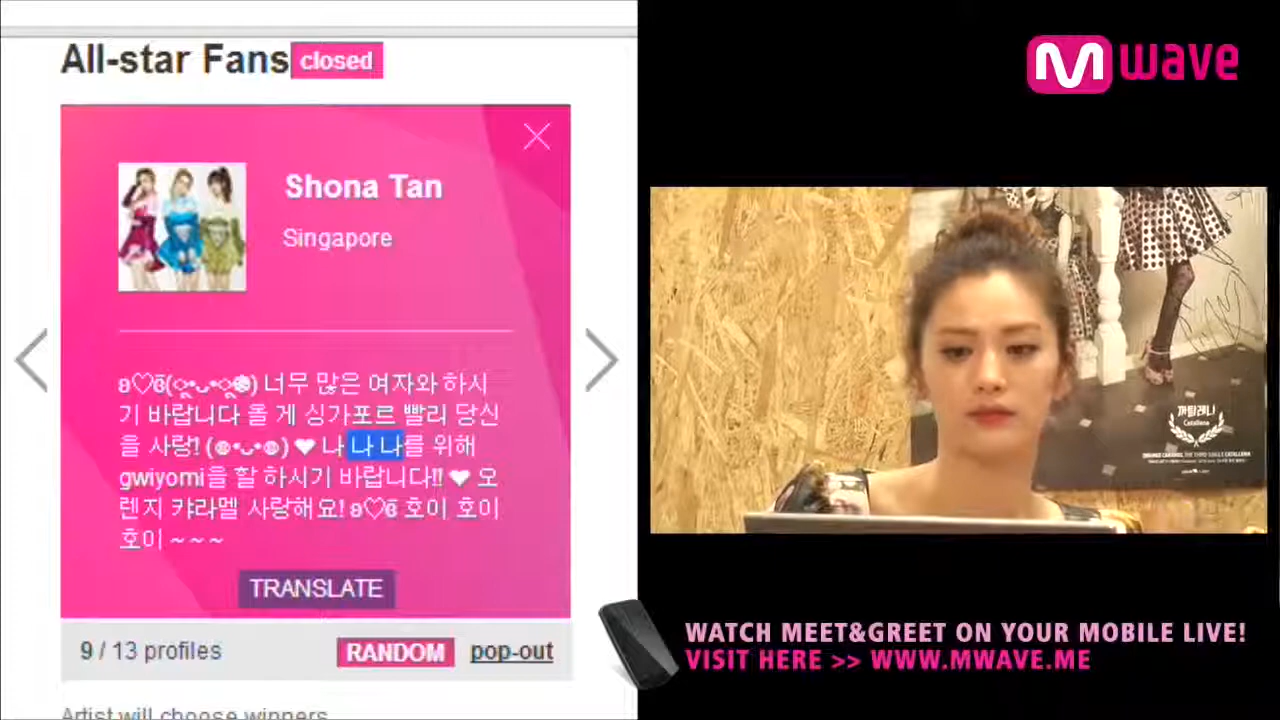 All-star Fans closed
Shona Tan
Singapore
ʚ♡ɞ(ू•ᴗ•ू❁) 너무 많은 여자와 하시
기 바랍니다 올 게 싱가포르 빨리 당신
을 사랑! (❁•ᴗ•❁) ❤ 나 나 나를 위해
gwiyomi을 할 하시기 바랍니다!! ❤ 오
렌지 캬라멜 사랑해요! ʚ♡ɞ 호이 호이
호이 ~ ~ ~
TRANSLATE
9 / 13 profiles RANDOM pop-out
Artist will choose winners
M wave
까탈레나
Catallena
WATCH MEET&GREET ON YOUR MOBILE LIVE!
VISIT HERE >> WWW.MWAVE.ME